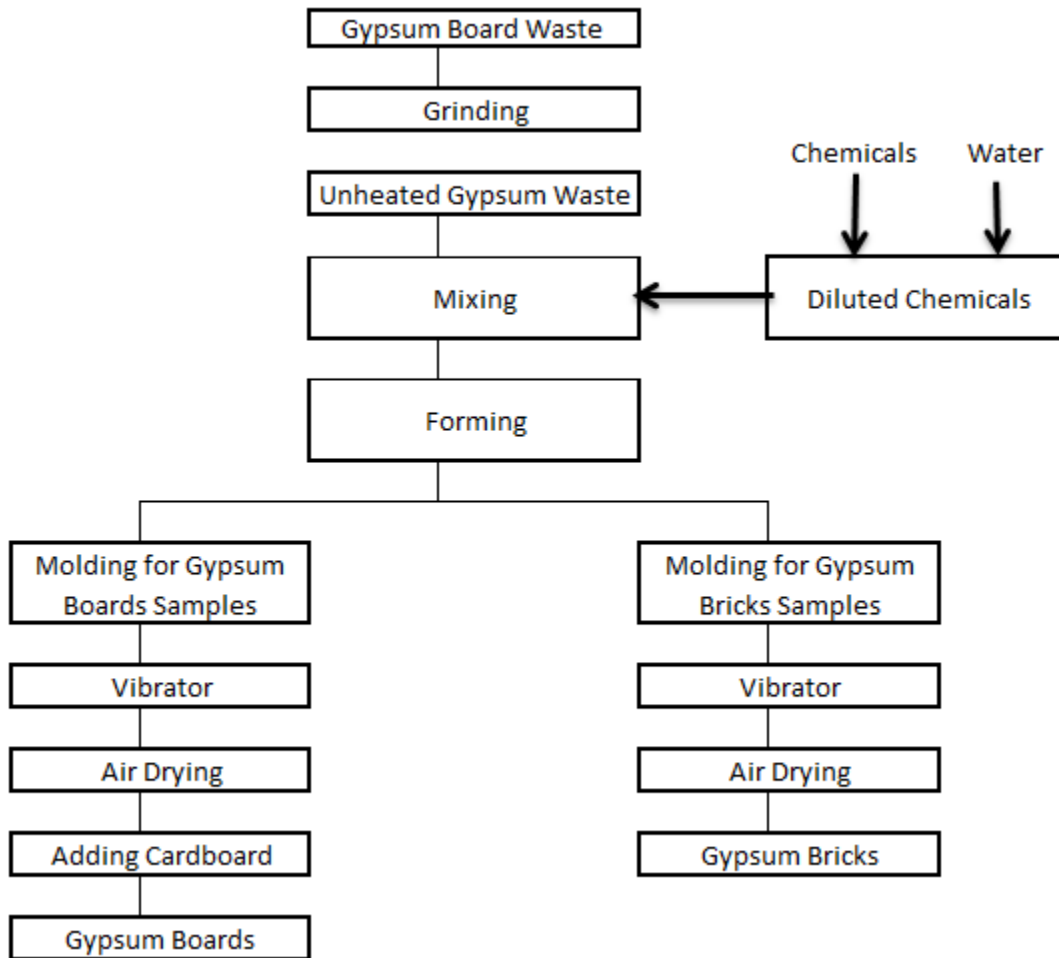 Gypsum Board Waste
Grinding
Chemicals
Water
Unheated Gypsum Waste
Mixing
Diluted Chemicals
Forming
Molding for Gypsum
Boards Samples
Vibrator
Air Drying
Adding Cardboard
Gypsum Boards
Molding for Gypsum
Bricks Samples
Vibrator
Air Drying
Gypsum Bricks